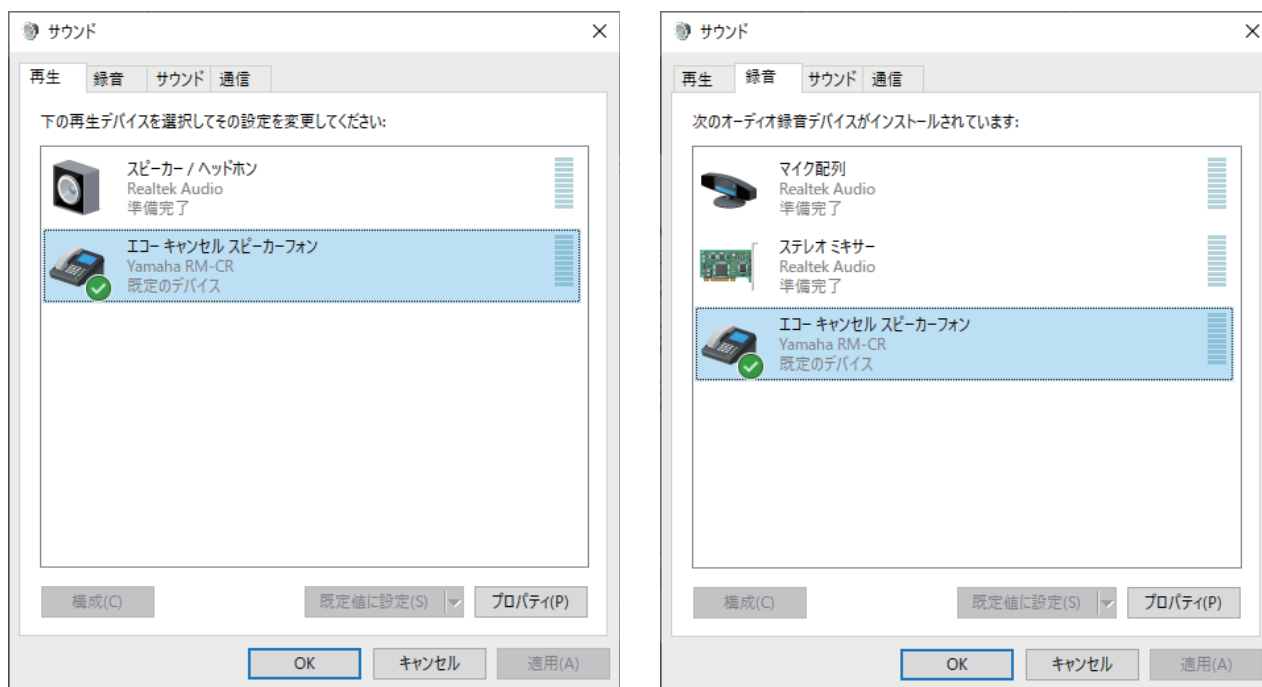 サウンド
再生
録音
サウンド
通信
下の再生デバイスを選択してその設定を変更してください:
スピーカー / ヘッドホン
Realtek Audio
準備完了
エコー キャンセル スピーカーフォン
Yamaha RM-CR
既定のデバイス
構成(C)
既定値に設定(S)
プロパティ(P)
OK
キャンセル
適用(A)
サウンド
再生
録音
サウンド
通信
次のオーディオ録音デバイスがインストールされています:
マイク配列
Realtek Audio
準備完了
ステレオ ミキサー
Realtek Audio
準備完了
エコー キャンセル スピーカーフォン
Yamaha RM-CR
既定のデバイス
構成(C)
既定値に設定(S)
プロパティ(P)
OK
キャンセル
適用(A)